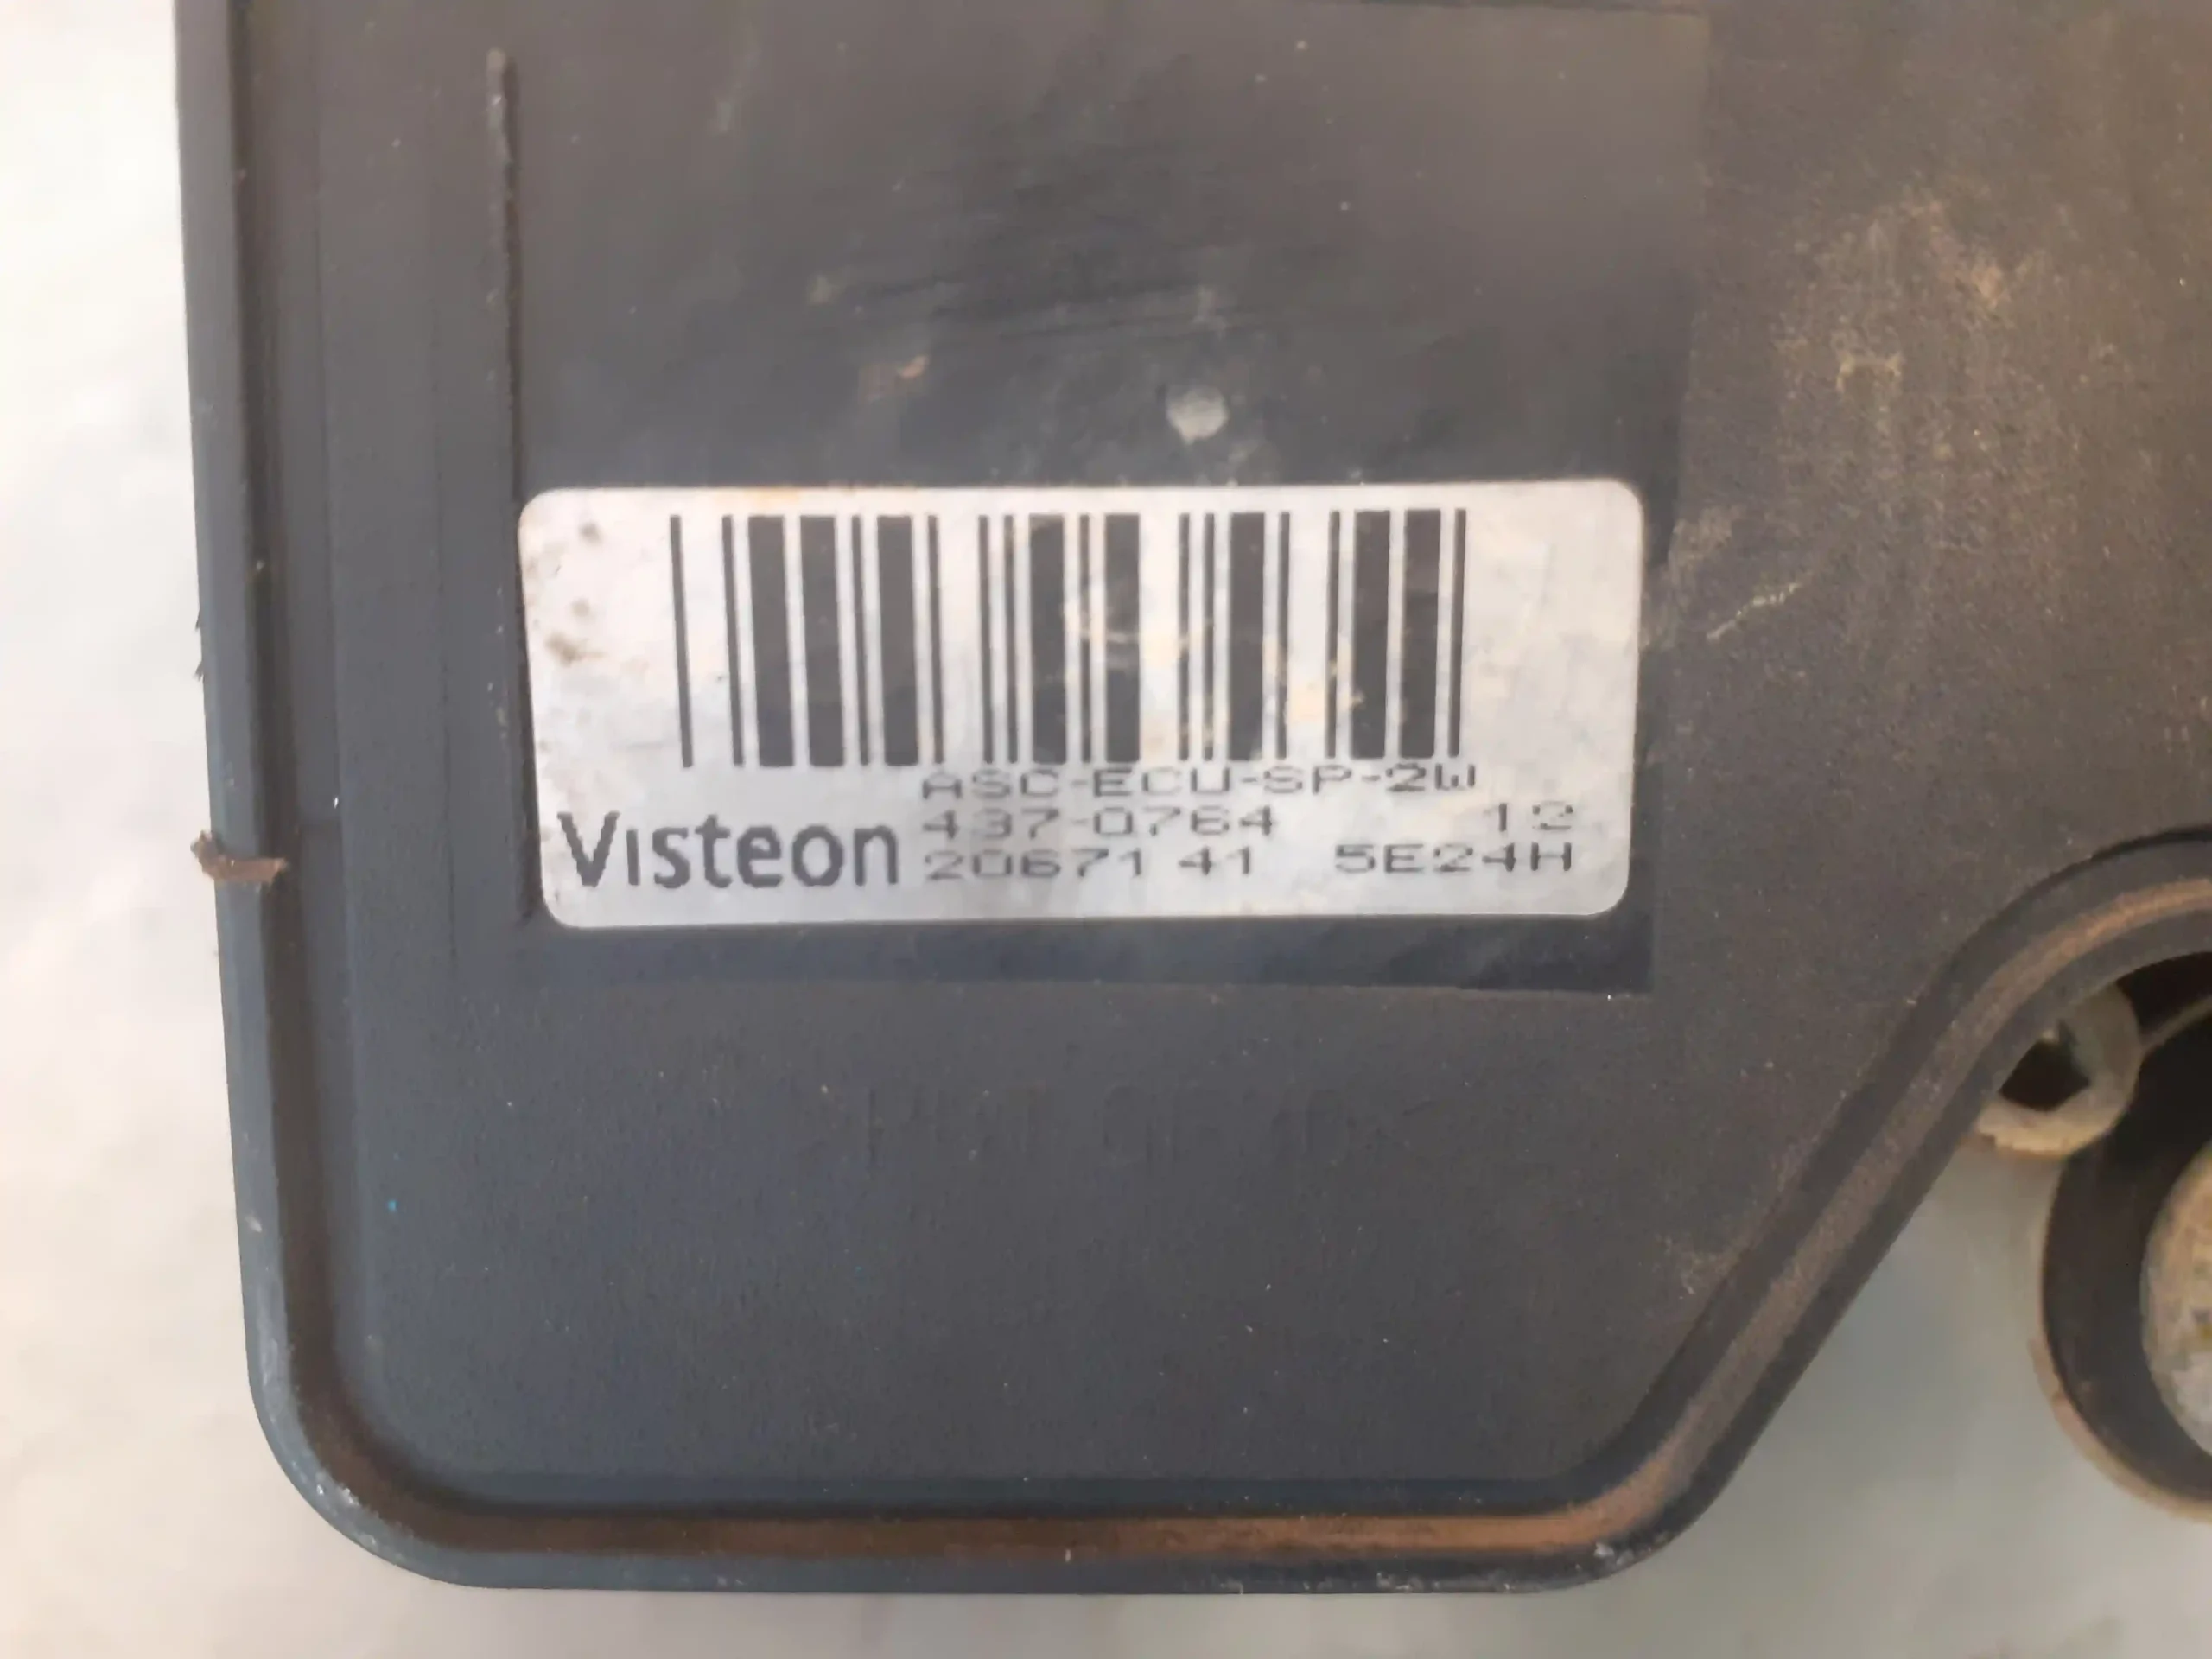 ASC-ECU-SP-2W
Visteon 437-0764 12
20671 41 5E24H